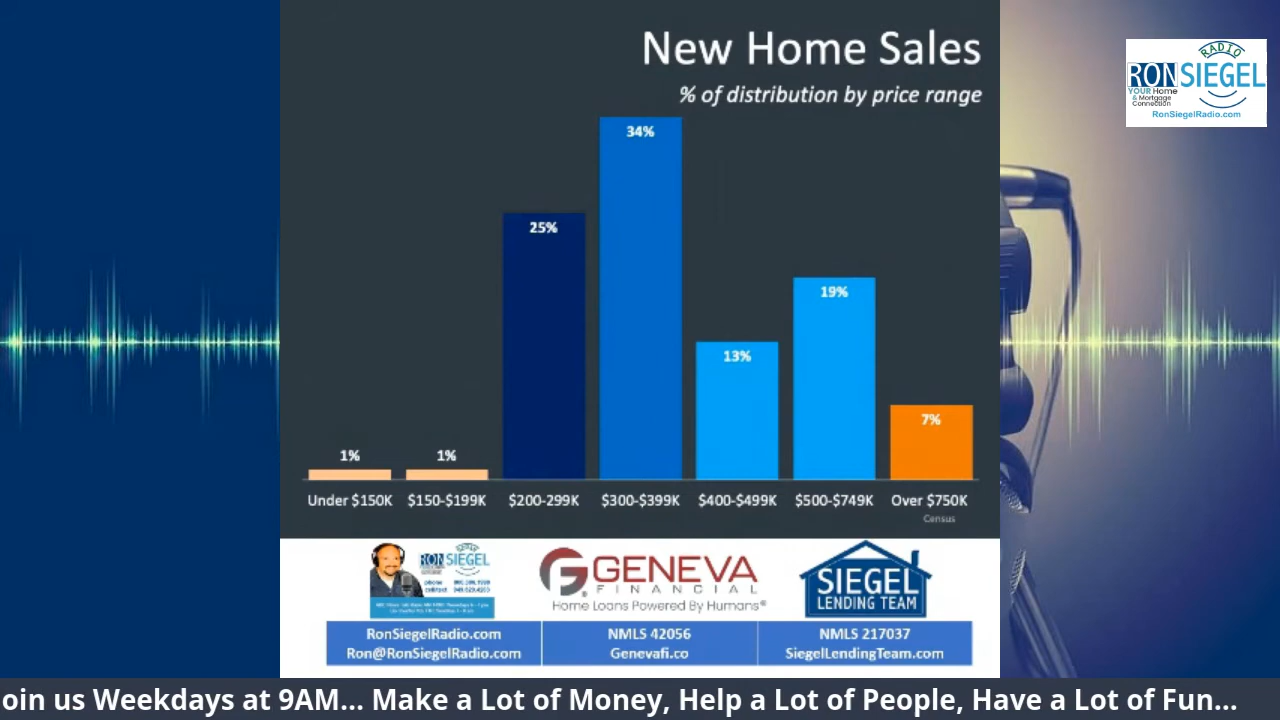 New Home Sales
% of distribution by price range
34%
25%
19%
13%
7%
1%
1%
Under $150K
$150-$199K
$200-299K
$300-$399K
$400-$499K
$500-$749K
Over $750K
Census
RADIO
RON SIEGEL
YOUR Home
& Mortgage
Connection
RonSiegelRadio.com
RADIO
RON SIEGEL
GENEVA
FINANCIAL
Home Loans Powered By Humans®
SIEGEL
LENDING TEAM
RonSiegelRadio.com
Ron@RonSiegelRadio.com
NMLS 42056
Genevafi.co
NMLS 217037
SiegelLendingTeam.com
oin us Weekdays at 9AM... Make a Lot of Money, Help a Lot of People, Have a Lot of Fun...